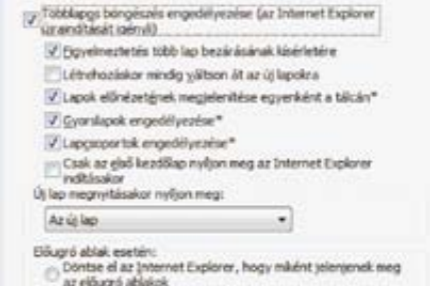 Többlapos böngészés engedélyezése (az Internet Explorer
újraindítását igényli)
Figyelmeztetés több lap bezárásának kísérletére
Létrehozáskor mindig váltson át az új lapokra
Lapok előnézetének megjelenítése egyenként a tálcán*
Gyorslapok engedélyezése*
Lapcsoportok engedélyezése*
Csak az első kezdőlap nyíljon meg az Internet Explorer
indításakor
Új lap megnyitásakor nyíljon meg:
Az új lap
Előugró ablak esetén:
Döntse el az Internet Explorer, hogy miként jelenjenek meg
az előugró ablakok